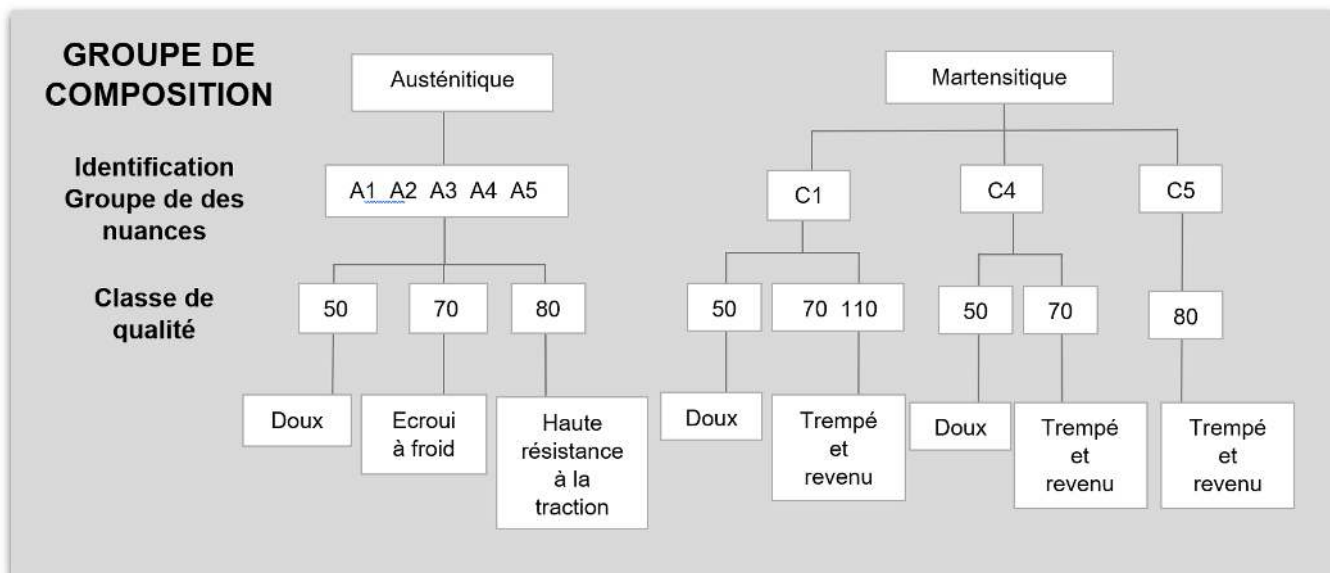 GROUPE DE
COMPOSITION
Austénitique
Martensitique
Identification
Groupe de des
nuances
A1 A2 A3 A4 A5
C1
C4
C5
Classe de
qualité
50
70
80
50
70 110
50
70
80
Doux
Ecroui
à froid
Haute
résistance
à la
traction
Doux
Trempé
et
revenu
Doux
Trempé
et
revenu
Trempé
et
revenu